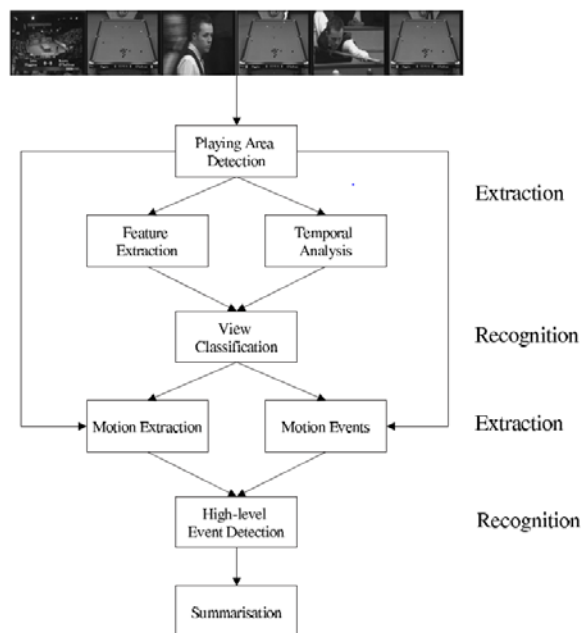 Playing Area
Detection
Extraction
Feature
Extraction
Temporal
Analysis
View
Classification
Recognition
Motion Extraction
Motion Events
Extraction
High-level
Event Detection
Recognition
Summarisation